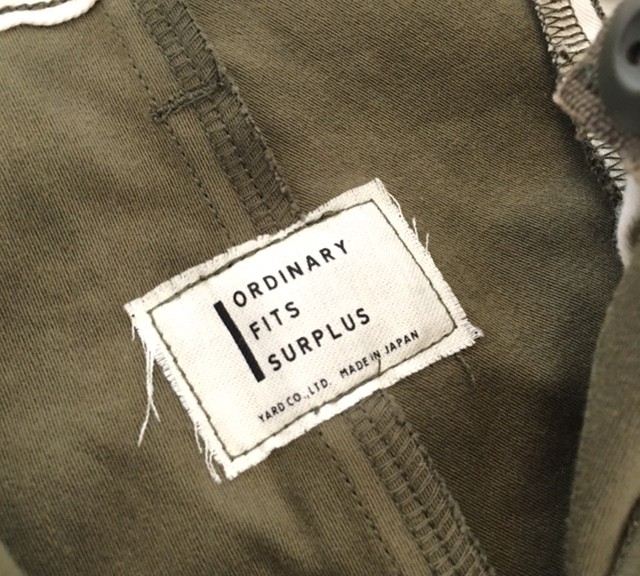 ORDINARY
FITS
SURPLUS
YARD CO.,LTD. MADE IN JAPAN